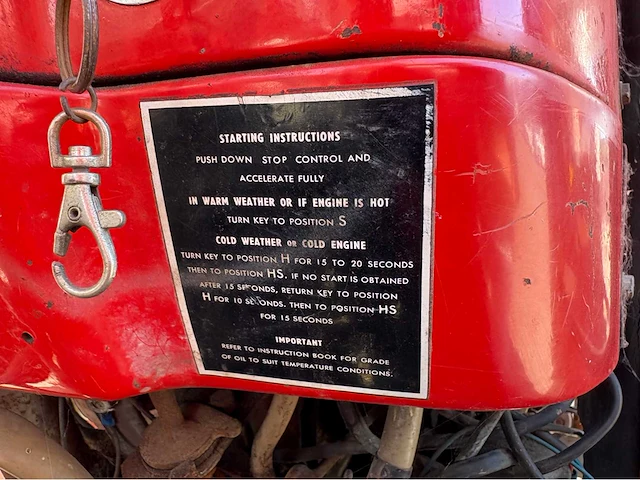 STARTING INSTRUCTIONS
PUSH DOWN STOP CONTROL AND
ACCELERATE FULLY
IN WARM WEATHER OR IF ENGINE IS HOT
TURN KEY TO POSITION S
COLD WEATHER OR COLD ENGINE
TURN KEY TO POSITION H FOR 15 TO 20 SECONDS
THEN TO POSITION HS. IF NO START IS OBTAINED
AFTER 15 SECONDS, RETURN KEY TO POSITION
H FOR 10 SECONDS. THEN TO POSITION HS
FOR 15 SECONDS
IMPORTANT
REFER TO INSTRUCTION BOOK FOR GRADE
OF OIL TO SUIT TEMPERATURE CONDITIONS.